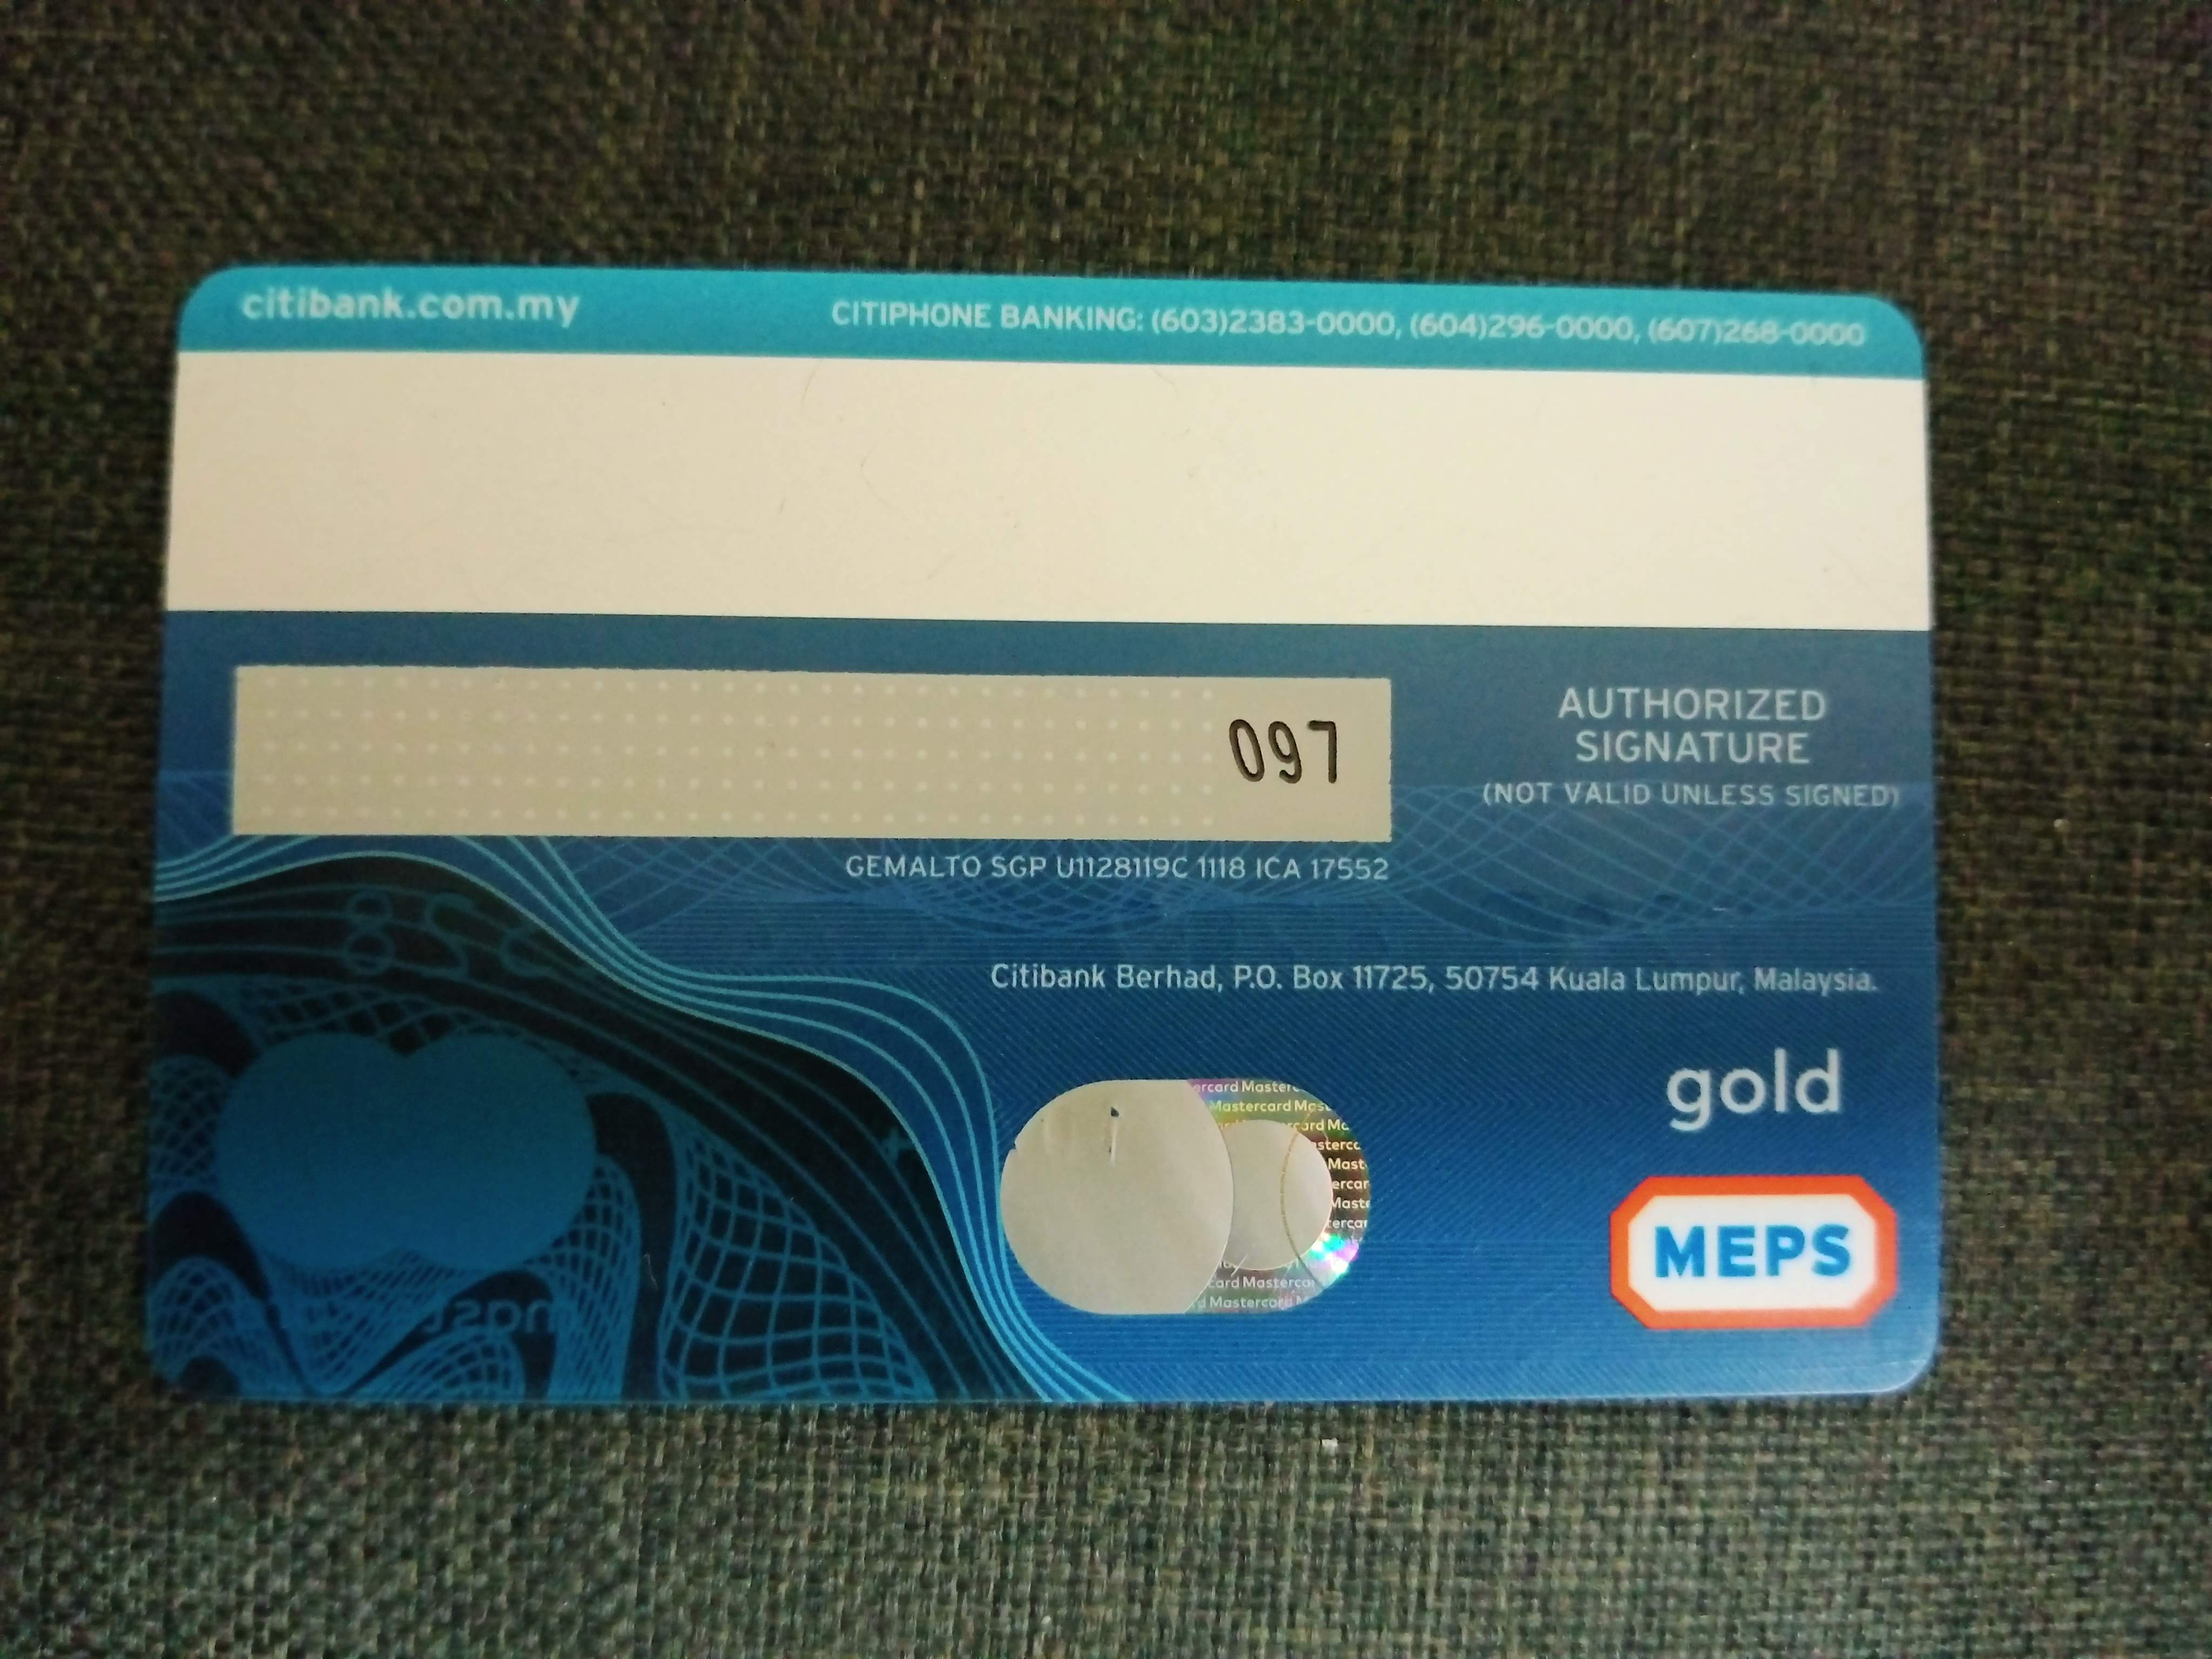 citibank.com.my
CITIPHONE BANKING: (603)2383-0000, (604)296-0000, (607)268-0000
097
AUTHORIZED
SIGNATURE
(NOT VALID UNLESS SIGNED)
GEMALTO SGP U1128119C 1118 ICA 17552
Citibank Berhad, P.O. Box 11725, 50754 Kuala Lumpur, Malaysia.
gold
Mastercard
MEPS